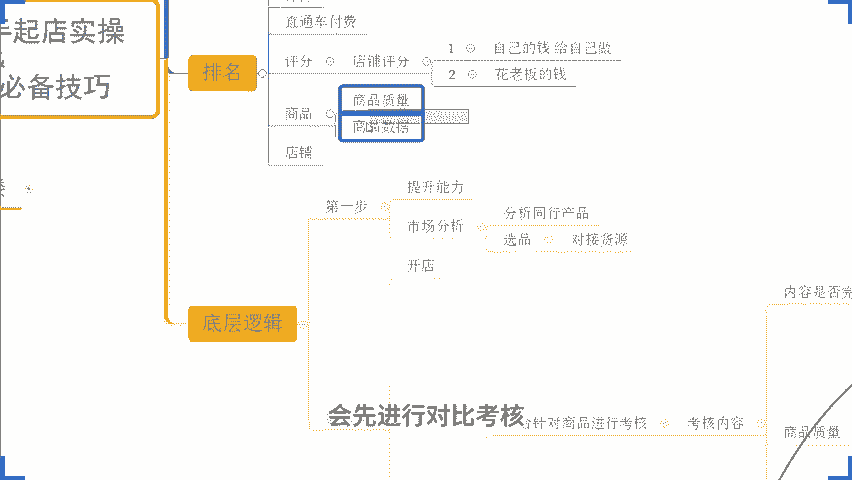 起店实操
必备技巧
排名
直通车付费
评分
店铺评分
1 自己的钱给自己做
2 花老板的钱
商品
商品质量
商品数据
店铺
底层逻辑
第一步
提升能力
市场分析
分析同行产品
选品
对接货源
开店
会先进行对比考核
针对商品进行考核
考核内容
内容是否完
商品质量